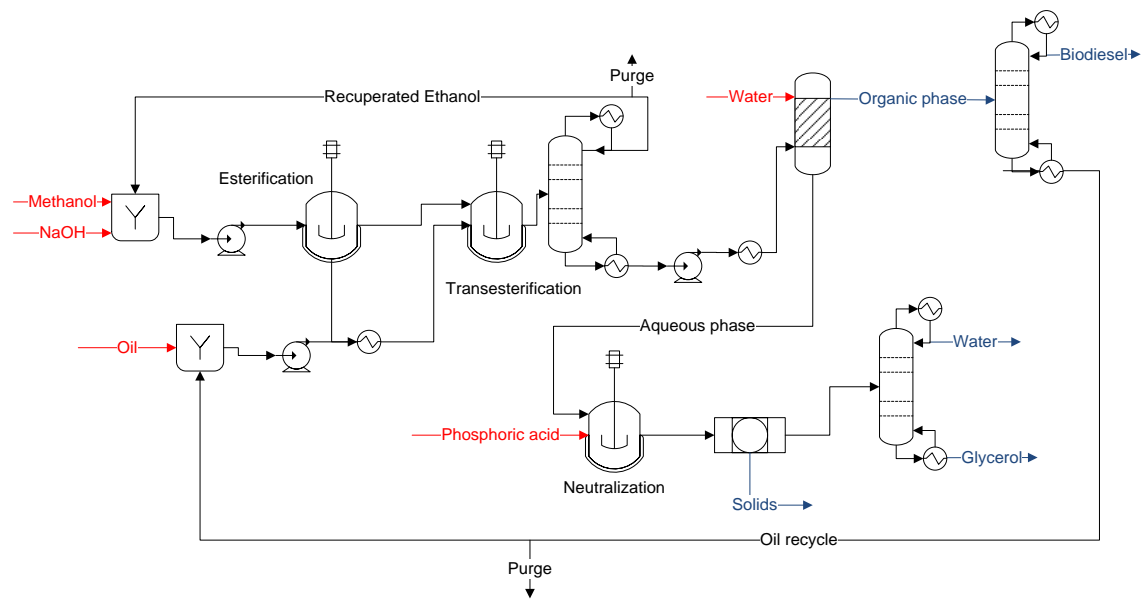 Purge
Biodiesel
Recuperated Ethanol
Water
Organic phase
Esterification
Methanol
NaOH
Transesterification
Aqueous phase
Oil
Water
Phosphoric acid
Glycerol
Neutralization
Solids
Oil recycle
Purge